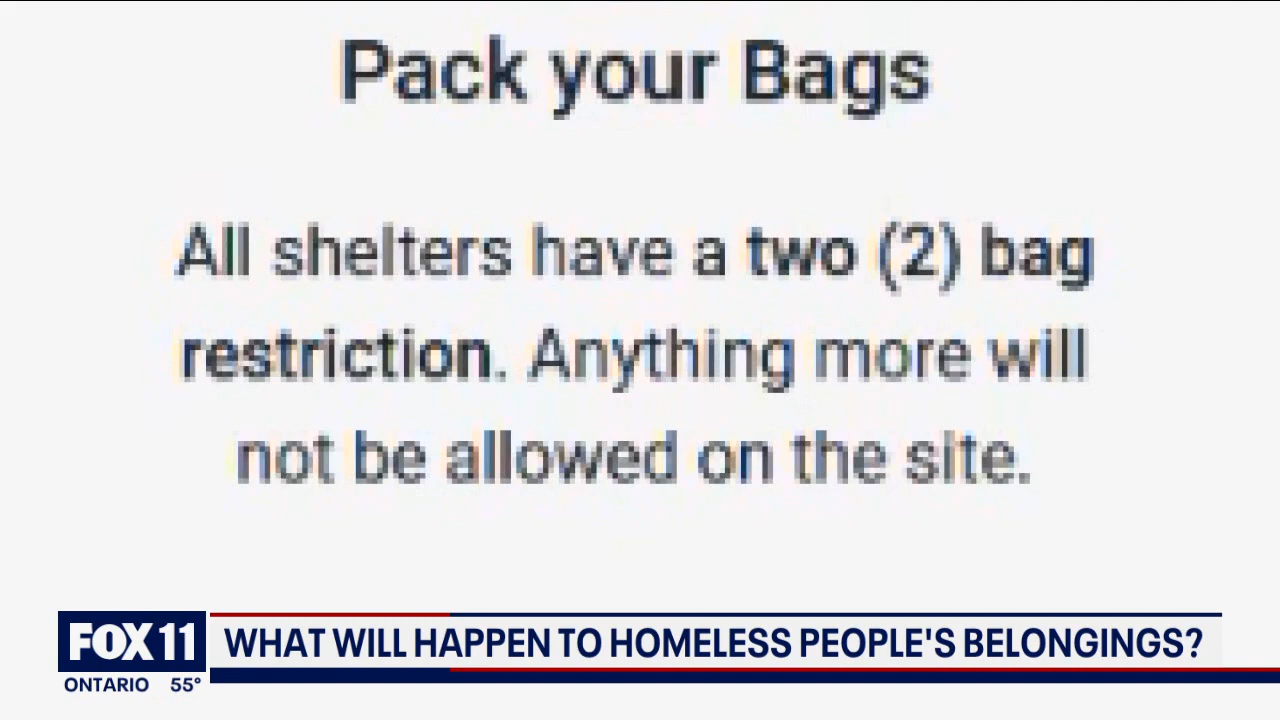 Pack your Bags
All shelters have a two (2) bag
restriction. Anything more will
not be allowed on the site.
FOX 11
WHAT WILL HAPPEN TO HOMELESS PEOPLE'S BELONGINGS?
ONTARIO 55°